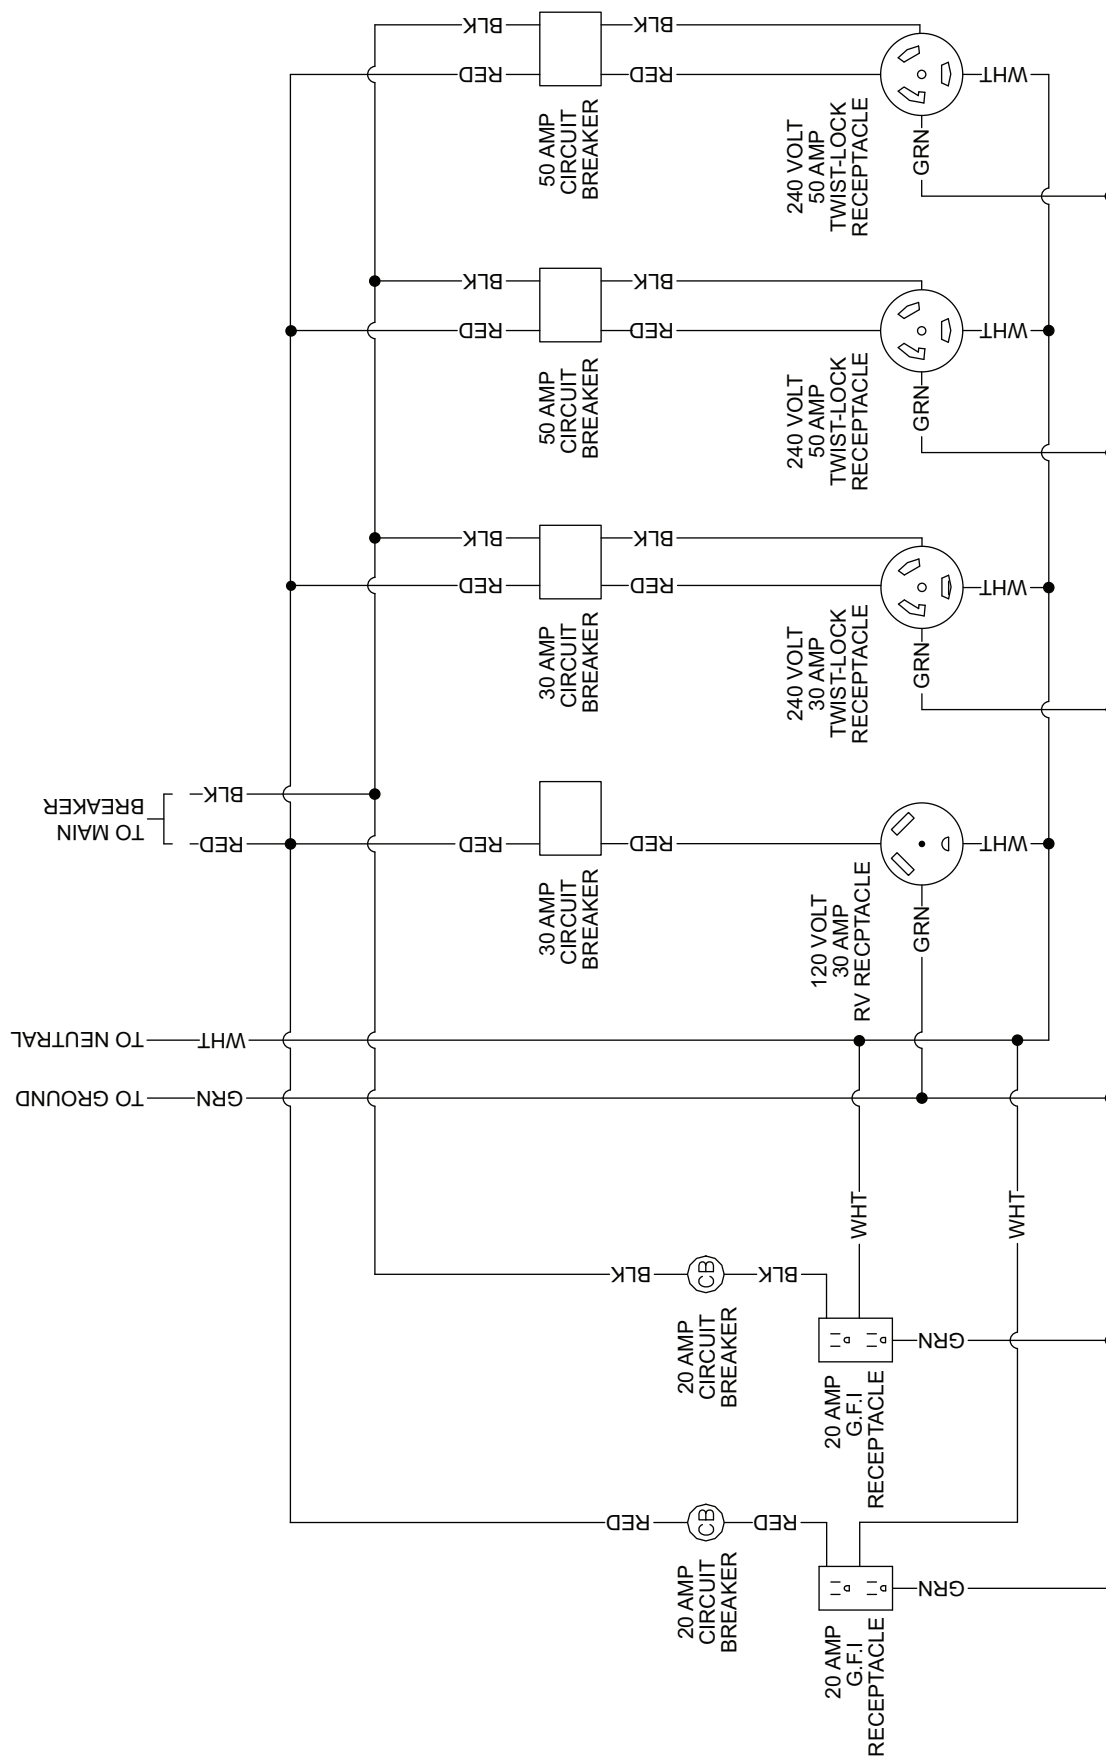 TO MAIN
BREAKER
RED
BLK
TO NEUTRAL
WHT
TO GROUND
GRN
BLK
RED
50 AMP
CIRCUIT
BREAKER
BLK
RED
240 VOLT
50 AMP
TWIST-LOCK
RECEPTACLE
WHT
GRN
BLK
RED
50 AMP
CIRCUIT
BREAKER
BLK
RED
240 VOLT
50 AMP
TWIST-LOCK
RECEPTACLE
WHT
GRN
BLK
RED
30 AMP
CIRCUIT
BREAKER
BLK
RED
240 VOLT
30 AMP
TWIST-LOCK
RECEPTACLE
WHT
GRN
RED
30 AMP
CIRCUIT
BREAKER
RED
120 VOLT
30 AMP
RV RECPTACLE
WHT
GRN
BLK
CB
BLK
20 AMP
CIRCUIT
BREAKER
WHT
WHT
20 AMP
G.F.I
RECEPTACLE
GRN
RED
CB
RED
20 AMP
CIRCUIT
BREAKER
20 AMP
G.F.I
RECEPTACLE
GRN